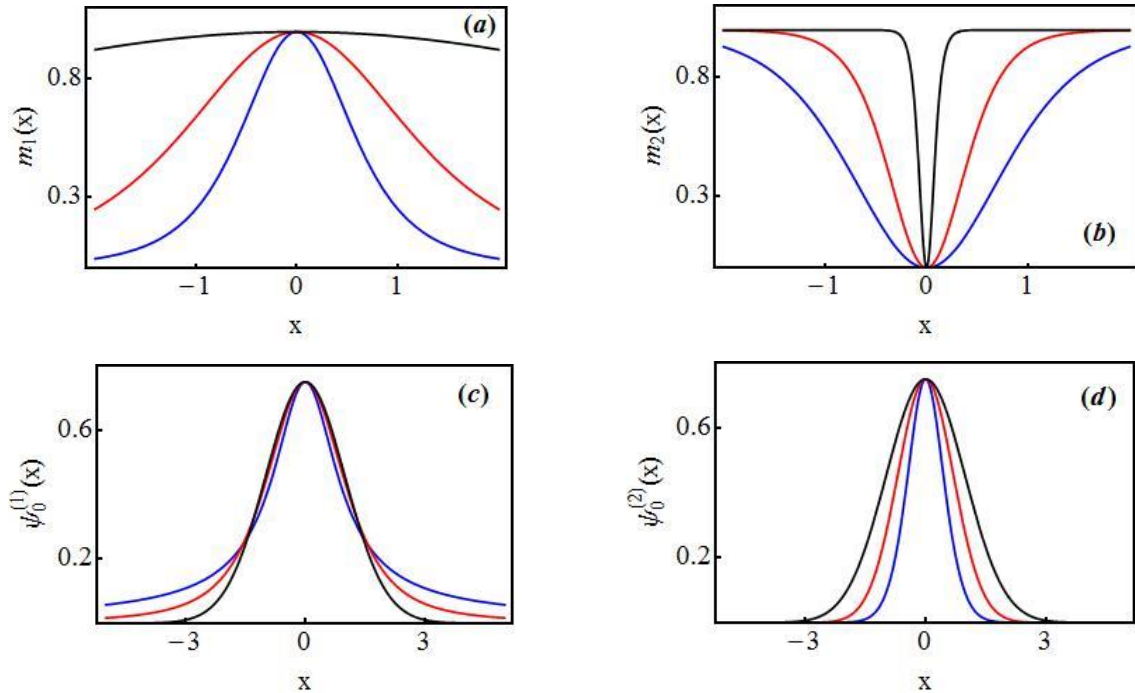 (a)
m₁(x)
0.8
0.3
−1 0 1
x
(b)
m₂(x)
0.8
0.3
−1 0 1
x
(c)
ψ₀⁽¹⁾(x)
0.6
0.2
−3 0 3
x
(d)
ψ₀⁽²⁾(x)
0.6
0.2
−3 0 3
x